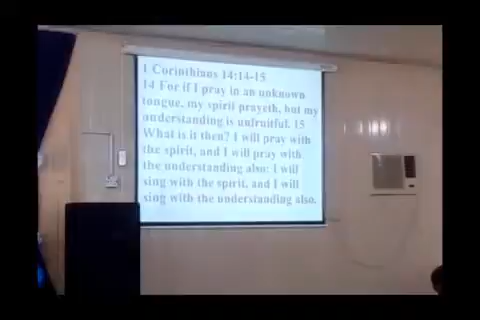 1 Corinthians 14:14-15
14 For if I pray in an unknown
tongue, my spirit prayeth, but my
understanding is unfruitful. 15
What is it then? I will pray with
the spirit, and I will pray with
the understanding also: I will
sing with the spirit, and I will
sing with the understanding also.